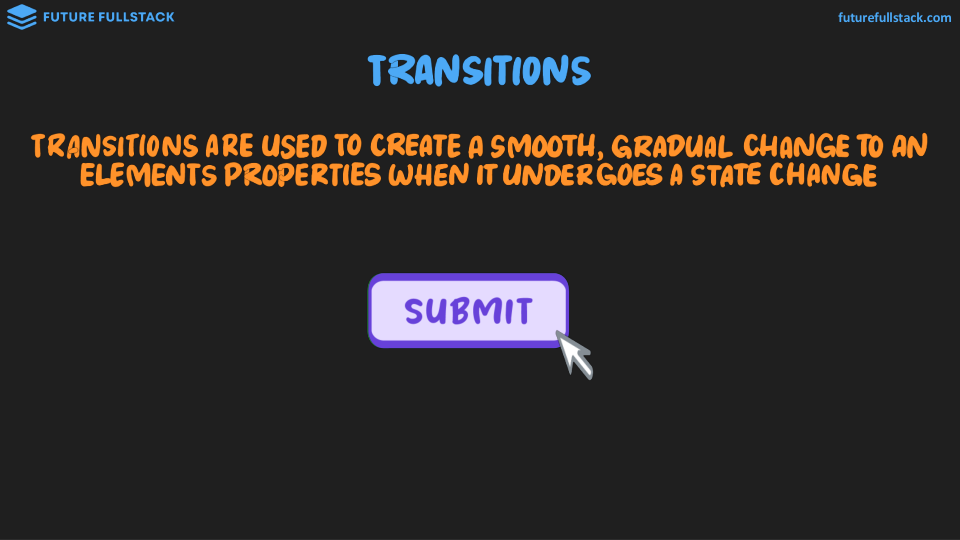 FUTURE FULLSTACK
futurefullstack.com
TRANSITIONS
TRANSITIONS ARE USED TO CREATE A SMOOTH, GRADUAL CHANGE TO AN
ELEMENTS PROPERTIES WHEN IT UNDERGOES A STATE CHANGE
SUBMIT